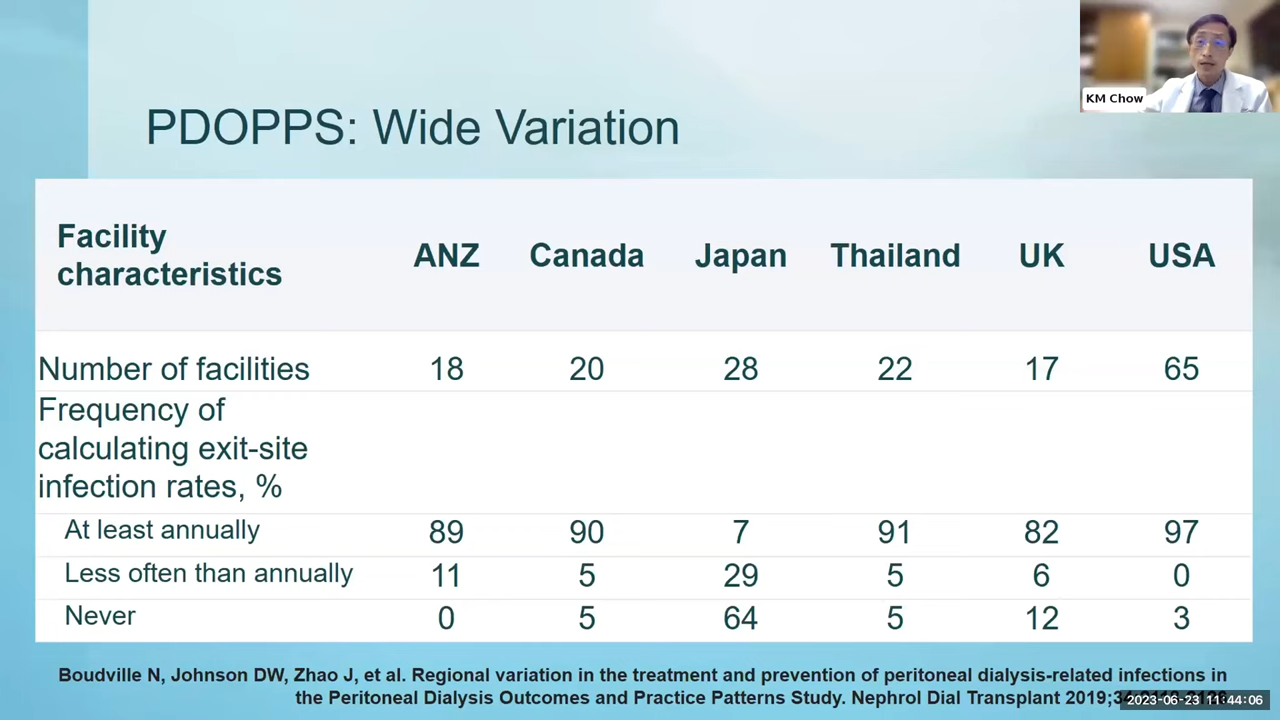 KM Chow
PDOPPS: Wide Variation
Facility
characteristics
ANZ Canada Japan Thailand UK USA
Number of facilities 18 20 28 22 17 65
Frequency of
calculating exit-site
infection rates, %
At least annually 89 90 7 91 82 97
Less often than annually 11 5 29 5 6 0
Never 0 5 64 5 12 3
Boudville N, Johnson DW, Zhao J, et al. Regional variation in the treatment and prevention of peritoneal dialysis-related infections in
the Peritoneal Dialysis Outcomes and Practice Patterns Study. Nephrol Dial Transplant 2019;
2023-06-23 11:44:06